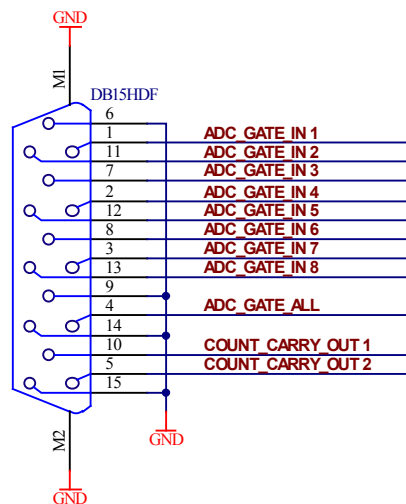 GND
M1
DB15HDF
6
1 ADC_GATE_IN 1
11 ADC_GATE_IN 2
7 ADC_GATE_IN 3
2 ADC_GATE_IN 4
12 ADC_GATE_IN 5
8 ADC_GATE_IN 6
3 ADC_GATE_IN 7
13 ADC_GATE_IN 8
9
4 ADC_GATE_ALL
14
10 COUNT_CARRY_OUT 1
5 COUNT_CARRY_OUT 2
15
M2
GND
GND